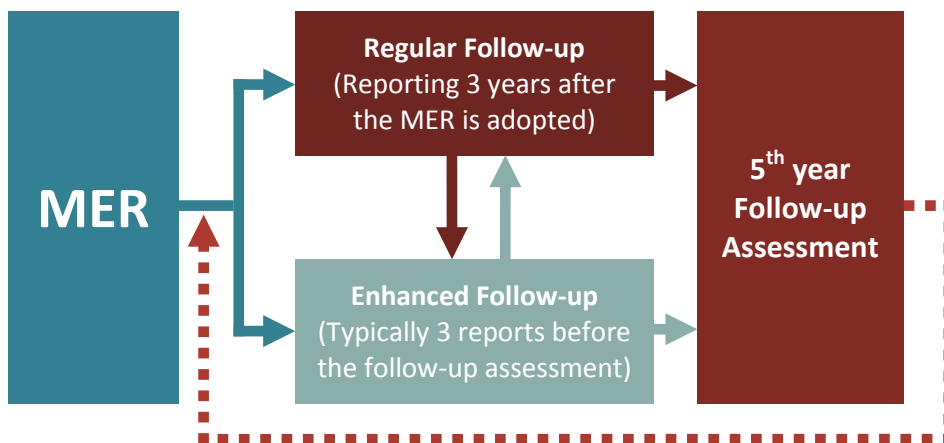 MER
Regular Follow-up
(Reporting 3 years after
the MER is adopted)
Enhanced Follow-up
(Typically 3 reports before
the follow-up assessment)
5th year
Follow-up
Assessment